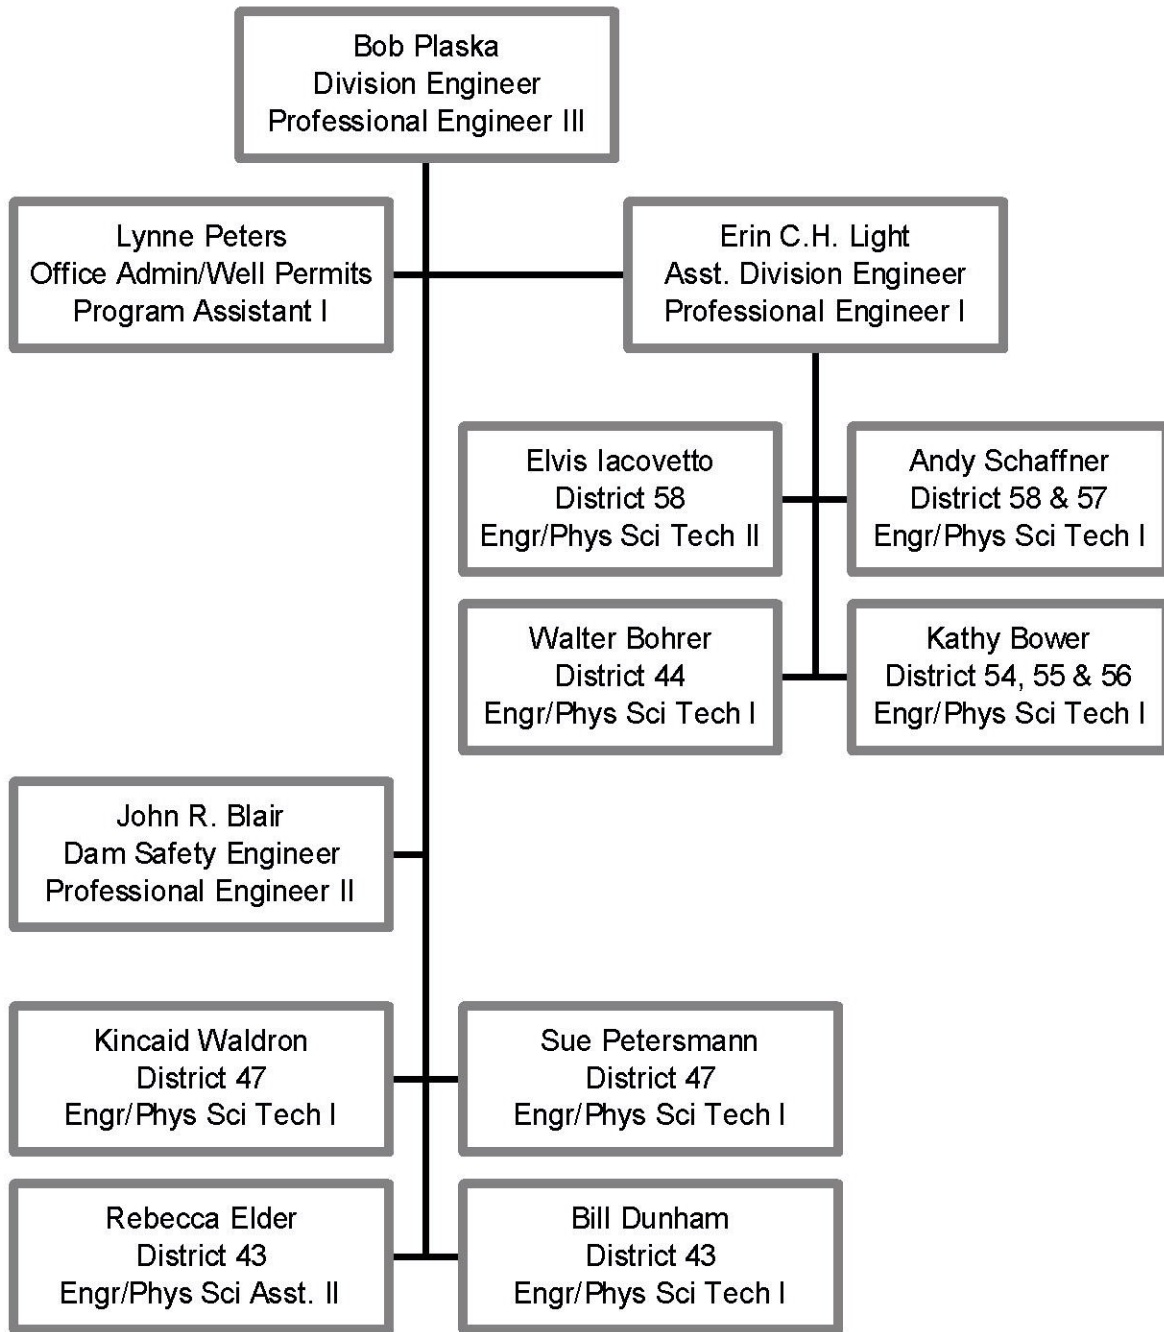 Bob Plaska
Division Engineer
Professional Engineer III
Lynne Peters
Office Admin/Well Permits
Program Assistant I
Erin C.H. Light
Asst. Division Engineer
Professional Engineer I
Elvis Iacovetto
District 58
Engr/Phys Sci Tech II
Andy Schaffner
District 58 & 57
Engr/Phys Sci Tech I
Walter Bohrer
District 44
Engr/Phys Sci Tech I
Kathy Bower
District 54, 55 & 56
Engr/Phys Sci Tech I
John R. Blair
Dam Safety Engineer
Professional Engineer II
Kincaid Waldron
District 47
Engr/Phys Sci Tech I
Sue Petersmann
District 47
Engr/Phys Sci Tech I
Rebecca Elder
District 43
Engr/Phys Sci Asst. II
Bill Dunham
District 43
Engr/Phys Sci Tech I